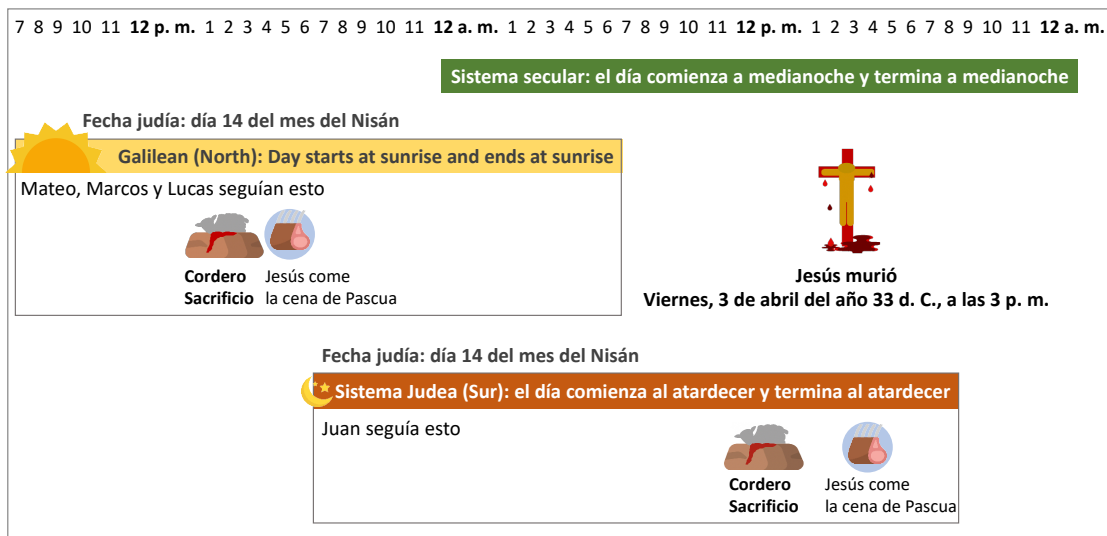 7 8 9 10 11 12 p. m. 1 2 3 4 5 6 7 8 9 10 11 12 a. m. 1 2 3 4 5 6 7 8 9 10 11 12 p. m. 1 2 3 4 5 6 7 8 9 10 11 12 a. m.
Sistema secular: el día comienza a medianoche y termina a medianoche
Fecha judía: día 14 del mes del Nisán
Galilean (North): Day starts at sunrise and ends at sunrise
Mateo, Marcos y Lucas seguían esto
Cordero
Sacrificio
Jesús come
la cena de Pascua
Jesús murió
Viernes, 3 de abril del año 33 d. C., a las 3 p. m.
Fecha judía: día 14 del mes del Nisán
Sistema Judea (Sur): el día comienza al atardecer y termina al atardecer
Juan seguía esto
Cordero
Sacrificio
Jesús come
la cena de Pascua